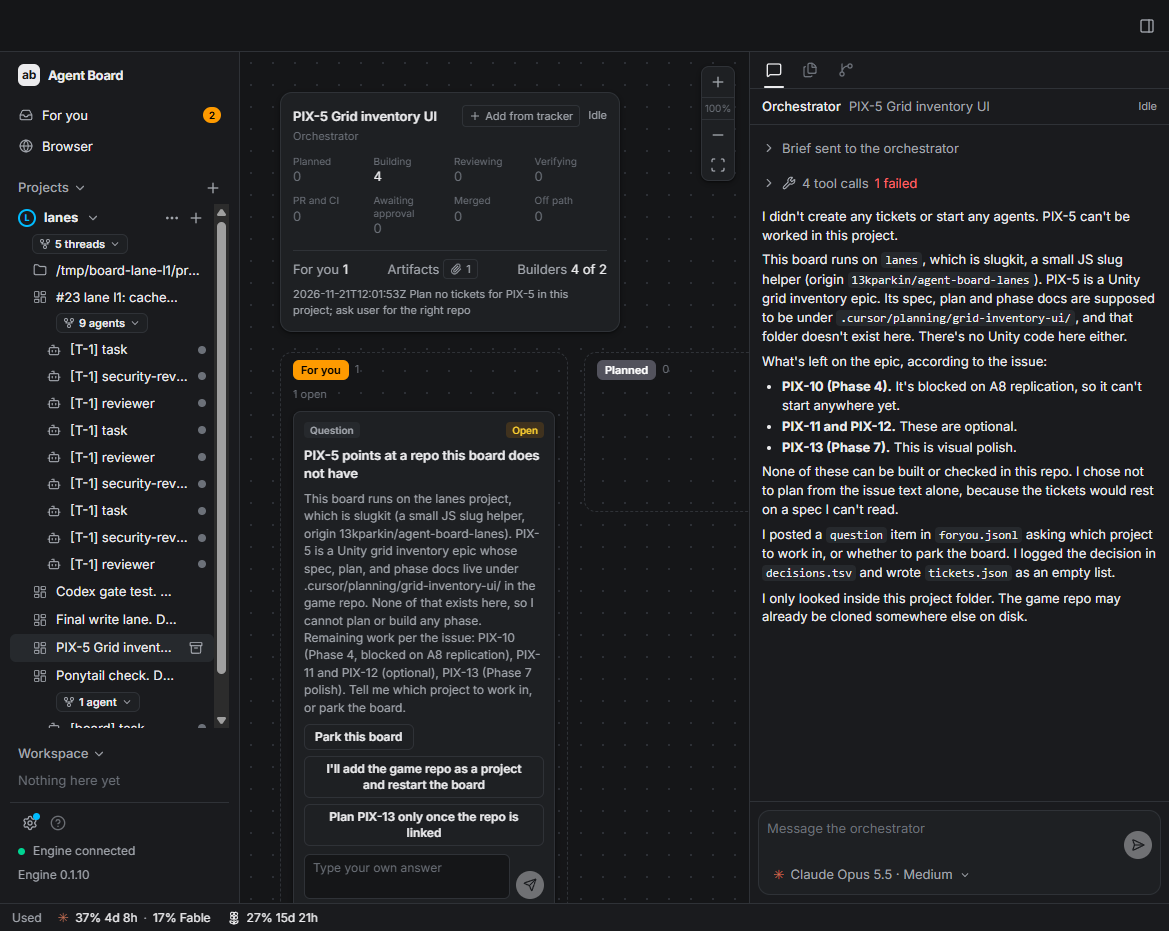 ab Agent Board
For you 2
Browser
Projects
L lanes
5 threads
/tmp/board-lane-l1/pr...
#23 lane l1: cache...
9 agents
[T-1] task
[T-1] security-rev...
[T-1] reviewer
[T-1] task
[T-1] reviewer
[T-1] security-rev...
[T-1] task
[T-1] security-rev...
[T-1] reviewer
Codex gate test. ...
Final write lane. D...
PIX-5 Grid invent...
Ponytail check. D...
1 agent
[board] task
Workspace
Nothing here yet
Engine connected
Engine 0.1.10
PIX-5 Grid inventory UI
Add from tracker
Idle
Orchestrator
Planned Building Reviewing Verifying
0 4 0 0
PR and CI Awaiting approval Merged Off path
0 0 0 0
For you 1 Artifacts 1 Builders 4 of 2
2026-11-21T12:01:53Z Plan no tickets for PIX-5 in this
project; ask user for the right repo
100%
For you 1
1 open
Question Open
PIX-5 points at a repo this board does
not have
This board runs on the lanes project,
which is slugkit (a small JS slug helper,
origin 13kparkin/agent-board-lanes). PIX-
5 is a Unity grid inventory epic whose
spec, plan, and phase docs live under
.cursor/planning/grid-inventory-ui/ in the
game repo. None of that exists here, so I
cannot plan or build any phase.
Remaining work per the issue: PIX-10
(Phase 4, blocked on A8 replication), PIX-
11 and PIX-12 (optional), PIX-13 (Phase 7
polish). Tell me which project to work in,
or park the board.
Park this board
I'll add the game repo as a project
and restart the board
Plan PIX-13 only once the repo is
linked
Type your own answer
Planned 0
Orchestrator PIX-5 Grid inventory UI Idle
Brief sent to the orchestrator
4 tool calls 1 failed
I didn't create any tickets or start any agents. PIX-5 can't be
worked in this project.
This board runs on lanes, which is slugkit, a small JS slug
helper (origin 13kparkin/agent-board-lanes). PIX-5 is a Unity
grid inventory epic. Its spec, plan and phase docs are supposed
to be under .cursor/planning/grid-inventory-ui/, and that
folder doesn't exist here. There's no Unity code here either.
What's left on the epic, according to the issue:
• PIX-10 (Phase 4). It's blocked on A8 replication, so it can't
start anywhere yet.
• PIX-11 and PIX-12. These are optional.
• PIX-13 (Phase 7). This is visual polish.
None of these can be built or checked in this repo. I chose not
to plan from the issue text alone, because the tickets would rest
on a spec I can't read.
I posted a question item in foryou.jsonl asking which project
to work in, or whether to park the board. I logged the decision in
decisions.tsv and wrote tickets.json as an empty list.
I only looked inside this project folder. The game repo may
already be cloned somewhere else on disk.
Message the orchestrator
Claude Opus 5.5 · Medium
Used 37% 4d 8h · 17% Fable 27% 15d 21h